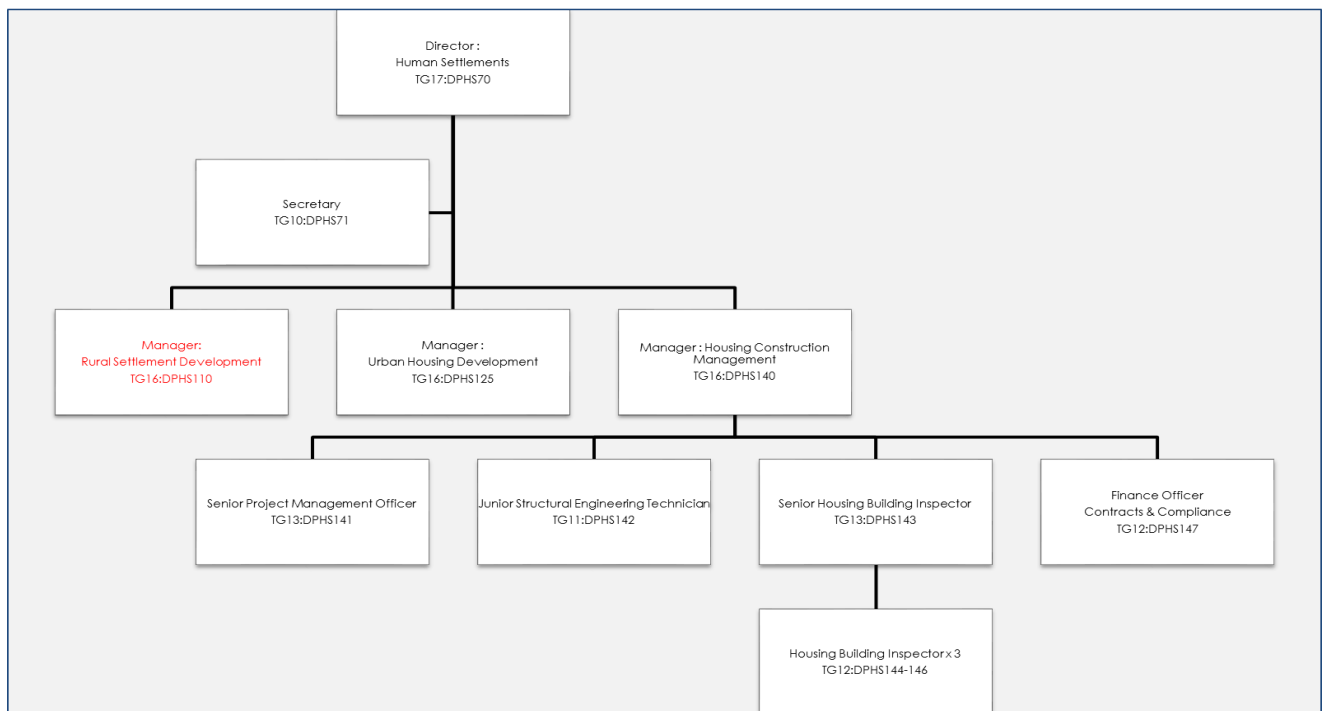 Director :
Human Settlements
TG17:DPHS70
Secretary
TG10:DPHS71
Manager:
Rural Settlement Development
TG16:DPHS110
Manager :
Urban Housing Development
TG16:DPHS125
Manager : Housing Construction
Management
TG16:DPHS140
Senior Project Management Officer
TG13:DPHS141
Junior Structural Engineering Technician
TG11:DPHS142
Senior Housing Building Inspector
TG13:DPHS143
Finance Officer
Contracts & Compliance
TG12:DPHS147
Housing Building Inspector x 3
TG12:DPHS144-146